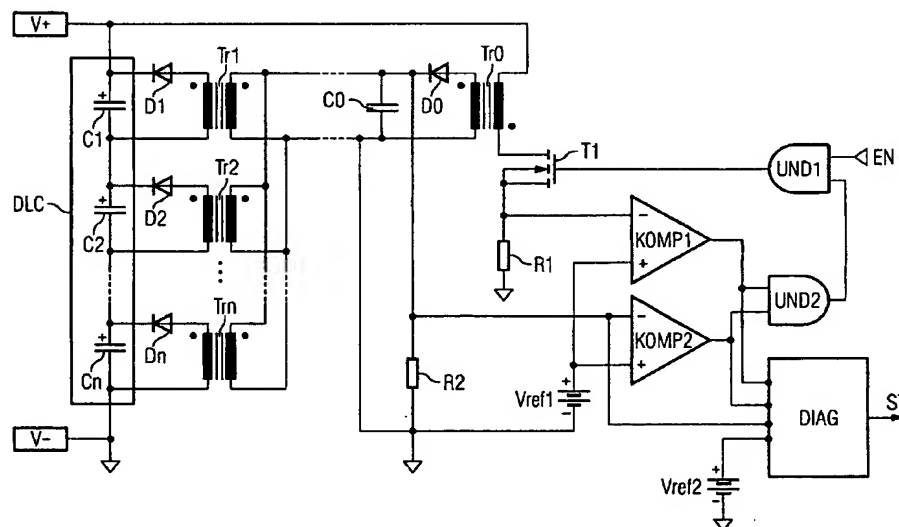 V+
Tr1
Tr0
D1
C0
D0
C1
T1
EN
UND1
Tr2
DLC
D2
C2
KOMP1
R1
UND2
Trn
KOMP2
Dn
Cn
R2
Vref1
DIAG
V-
Vref2